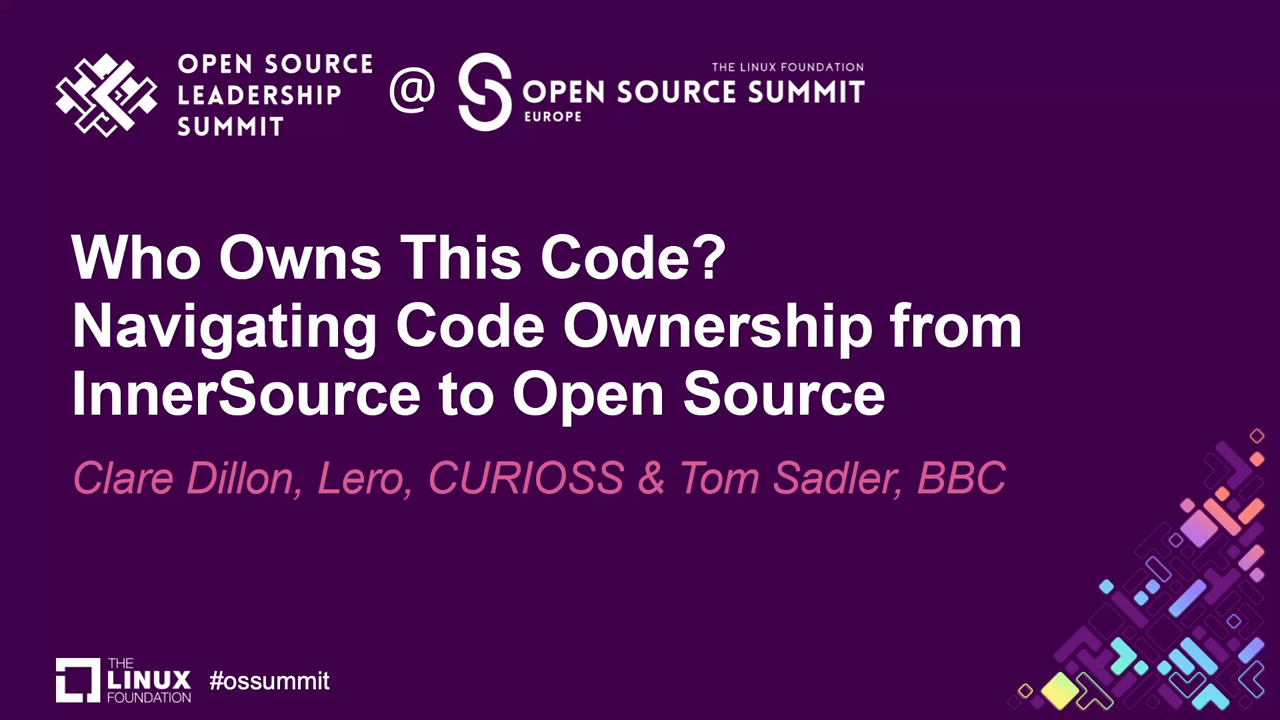 OPEN SOURCE
LEADERSHIP
SUMMIT
@
THE LINUX FOUNDATION
OPEN SOURCE SUMMIT
EUROPE
Who Owns This Code?
Navigating Code Ownership from
InnerSource to Open Source
Clare Dillon, Lero, CURIOSS & Tom Sadler, BBC
THE
LINUX
FOUNDATION
#ossummit